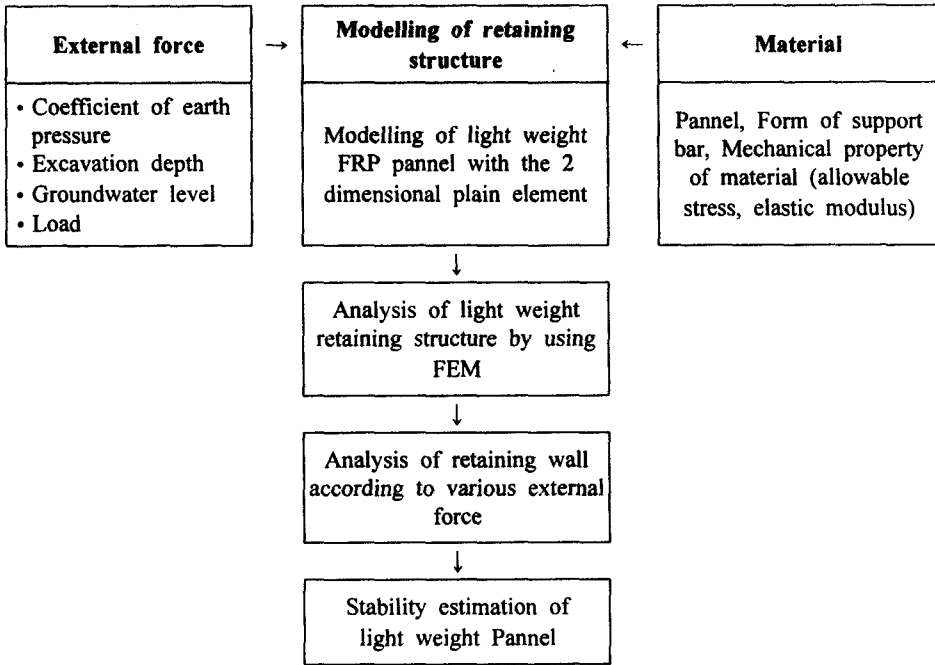 External force
• Coefficient of earth
pressure
• Excavation depth
• Groundwater level
• Load
→
Modelling of retaining
structure
Modelling of light weight
FRP pannel with the 2
dimensional plain element
←
Material
Pannel, Form of support
bar, Mechanical property
of material (allowable
stress, elastic modulus)
↓
Analysis of light weight
retaining structure by using
FEM
↓
Analysis of retaining wall
according to various external
force
↓
Stability estimation of
light weight Pannel